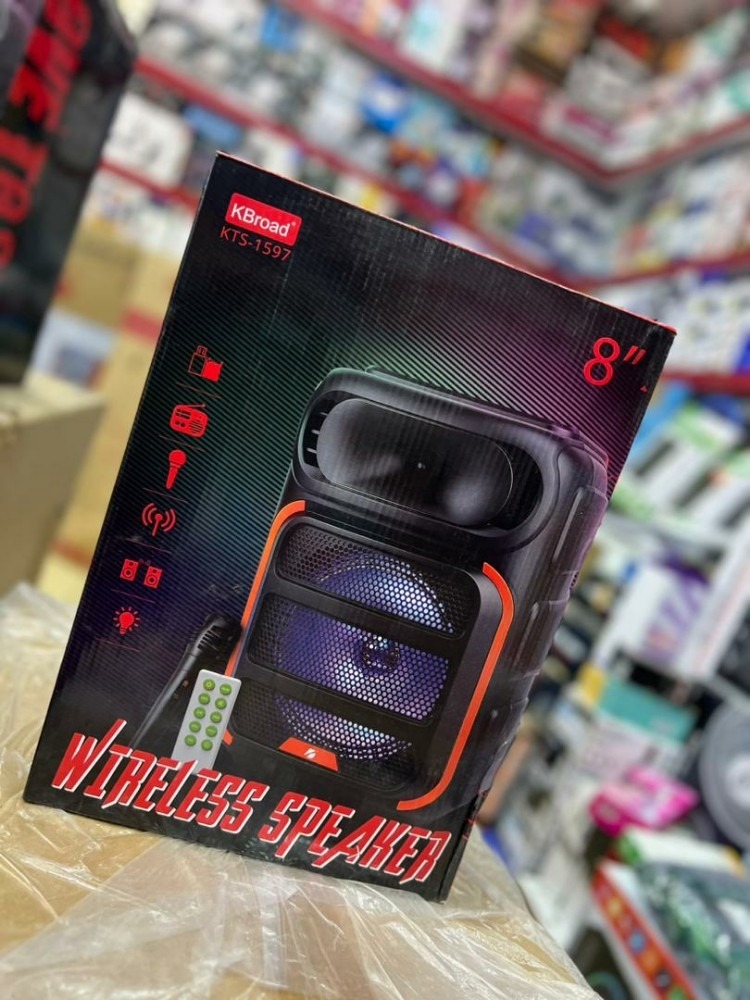 KBroad®
KTS-1597
8"
WIRELESS SPEAKER